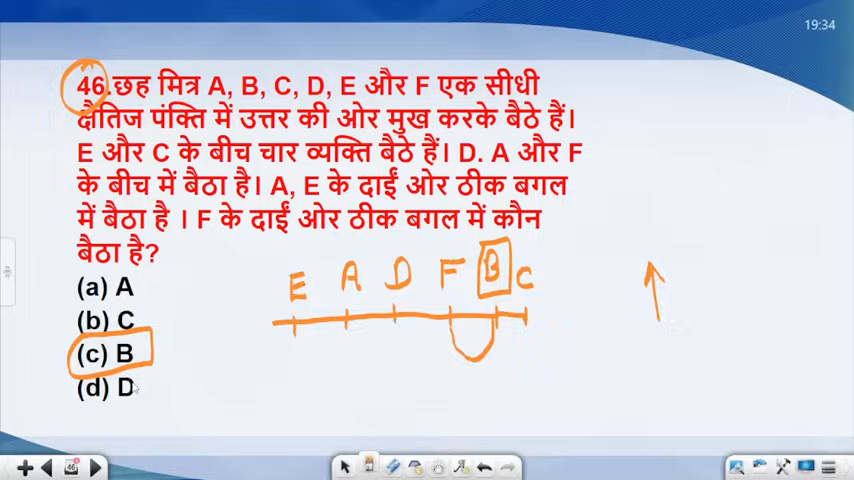 19:34
46.छह मित्र A, B, C, D, E और F एक सीधी
क्षैतिज पंक्ति में उत्तर की ओर मुख करके बैठे हैं।
E और C के बीच चार व्यक्ति बैठे हैं। D. A और F
के बीच में बैठा है। A, E के दाईं ओर ठीक बगल
में बैठा है । F के दाईं ओर ठीक बगल में कौन
बैठा है?
(a) A
(b) C
(c) B
(d) D
E A D F B C
46